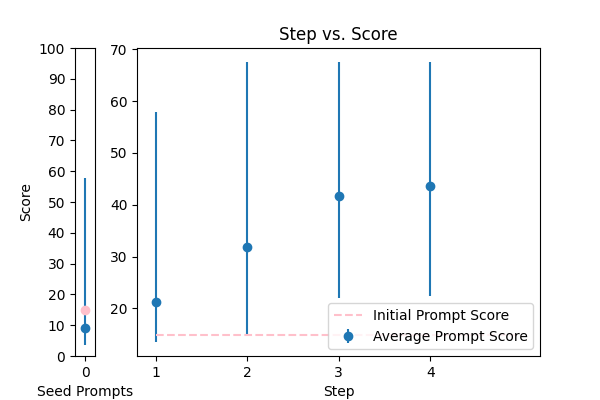 Step vs. Score
Score
100
90
80
70
60
50
40
30
20
10
0
0
Seed Prompts
70
60
50
40
30
20
1 2 3 4
Step
Initial Prompt Score
Average Prompt Score